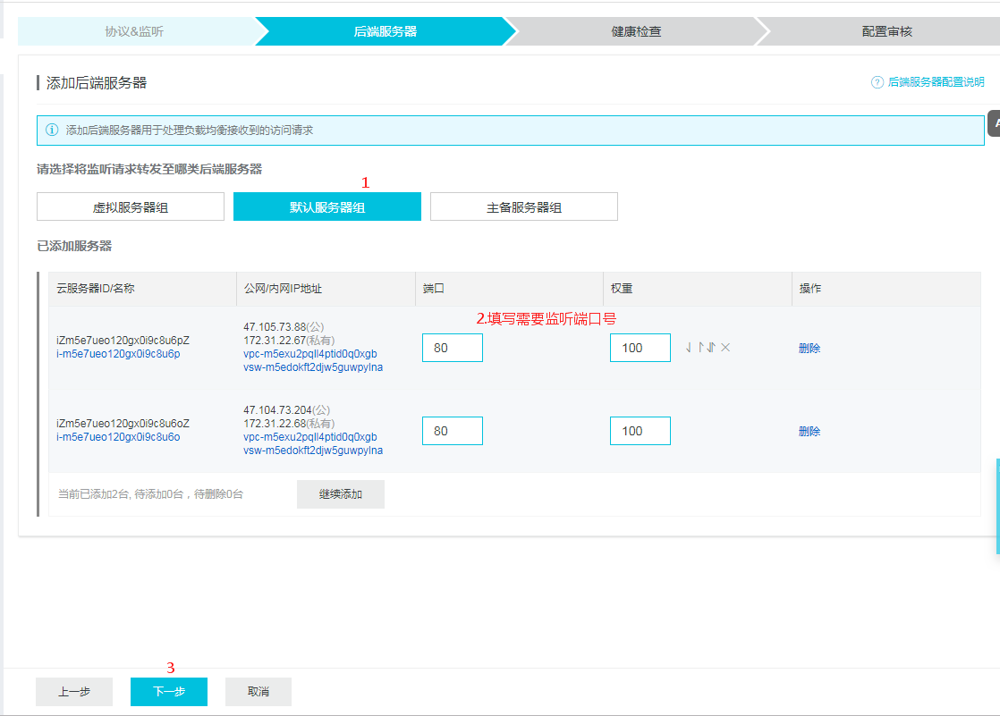 协议&监听
后端服务器
健康检查
配置审核
添加后端服务器
? 后端服务器配置说明
添加后端服务器用于处理负载均衡接收到的访问请求
A
请选择将监听请求转发至哪类后端服务器
1
虚拟服务器组
默认服务器组
主备服务器组
已添加服务器
云服务器ID/名称
公网/内网IP地址
端口
权重
操作
2.填写需要监听端口号
iZm5e7ueo120gx0i9c8u6pZ
i-m5e7ueo120gx0i9c8u6p
47.105.73.88(公)
172.31.22.67(私有)
vpc-m5exu2pqll4ptid0q0xgb
vsw-m5edokft2djw5guwpylna
80
100
删除
iZm5e7ueo120gx0i9c8u6oZ
i-m5e7ueo120gx0i9c8u6o
47.104.73.204(公)
172.31.22.68(私有)
vpc-m5exu2pqll4ptid0q0xgb
vsw-m5edokft2djw5guwpylna
80
100
删除
当前已添加2台, 待添加0台，待删除0台
继续添加
3
上一步
下一步
取消